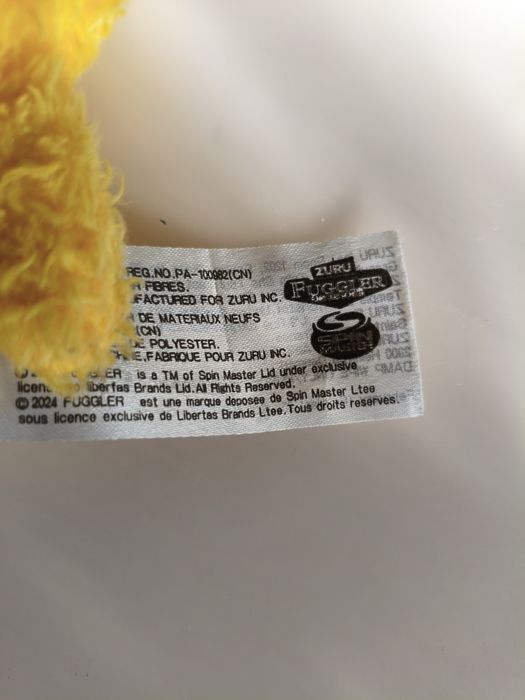 REG.NO.PA-100982(CN)
FIBRES.
FACTURED FOR ZURU INC.
DE MATERIAUX NEUFS
(CN)
POLYESTER.
.FABRIQUE POUR ZURU INC.
ZURU
FUGGLER
SPIN
MASTER
is a TM of Spin Master Ltd under exclusive
libertas Brands Ltd. All Rights Reserved.
© 2024 FUGGLER est une marque deposee de Spin Master Ltee
sous licence exclusive de Libertas Brands Ltee. Tous droits reserves.